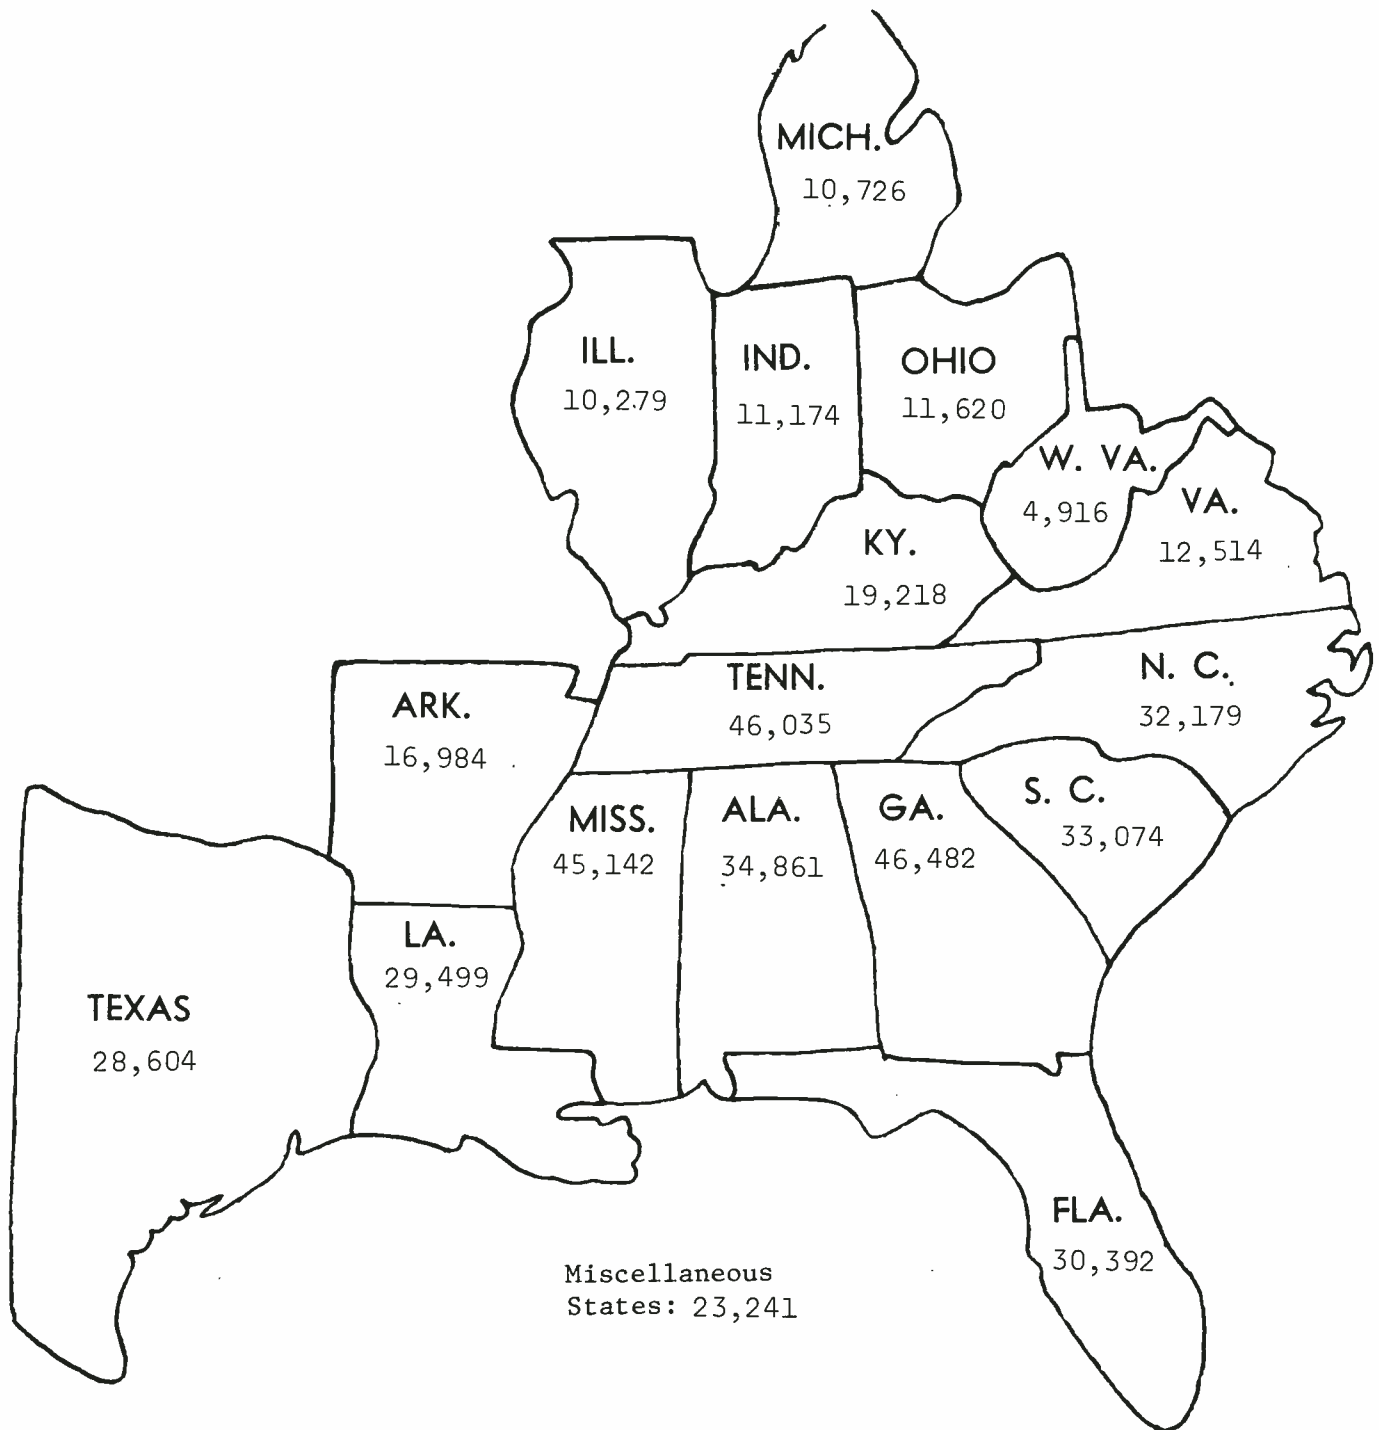 MICH.
10,726
ILL.
10,279
IND.
11,174
OHIO
11,620
W. VA.
4,916
VA.
12,514
KY.
19,218
TENN.
46,035
N. C.
32,179
ARK.
16,984
MISS.
45,142
ALA.
34,861
GA.
46,482
S. C.
33,074
LA.
29,499
TEXAS
28,604
FLA.
30,392
Miscellaneous
States: 23,241